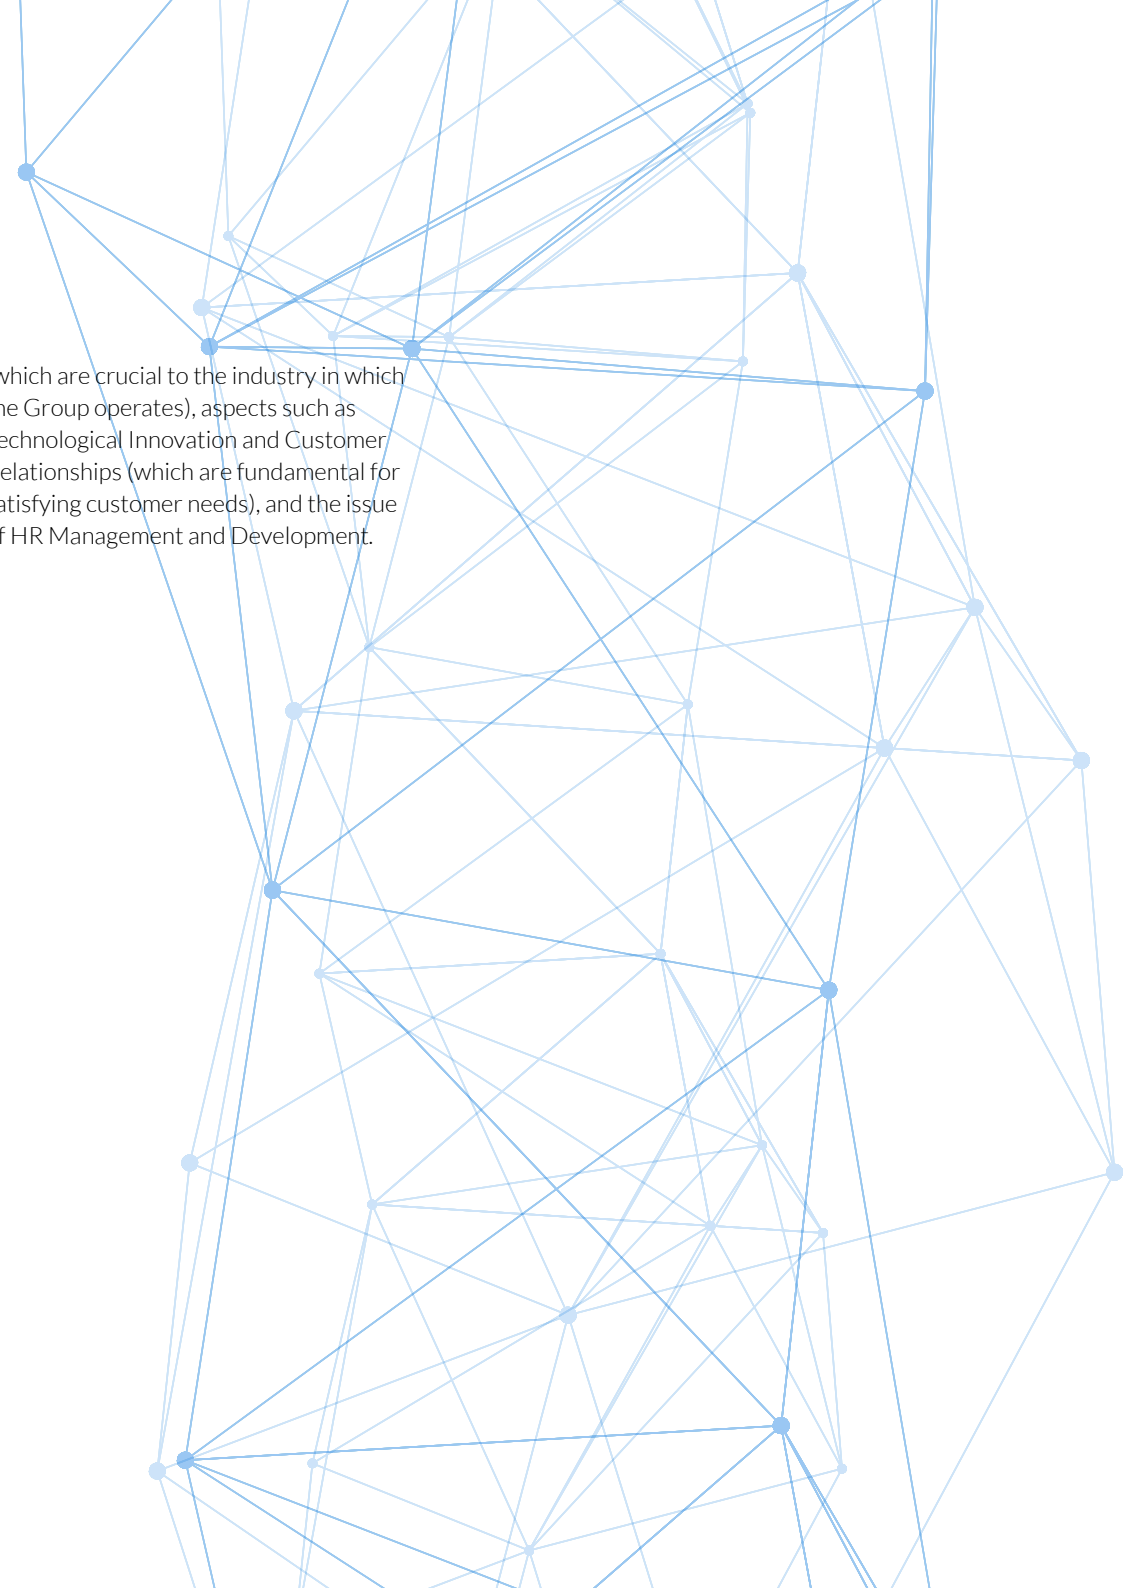 which are crucial to the industry in which
he Group operates), aspects such as
echnological Innovation and Customer
elationships (which are fundamental for
atisfying customer needs), and the issue
f HR Management and Development.